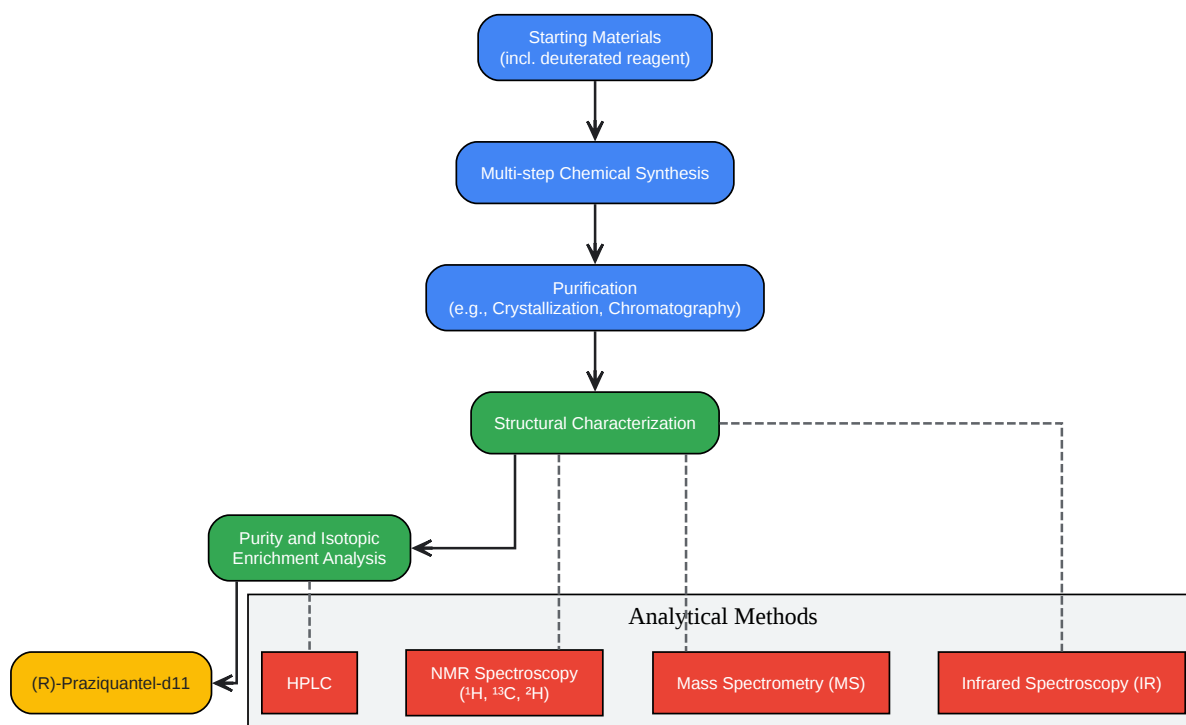 Starting Materials
(incl. deuterated reagent)
Multi-step Chemical Synthesis
Purification
(e.g., Crystallization, Chromatography)
Structural Characterization
Purity and Isotopic
Enrichment Analysis
Analytical Methods
(R)-Praziquantel-d11
HPLC
NMR Spectroscopy
(¹H, ¹³C, ²H)
Mass Spectrometry (MS)
Infrared Spectroscopy (IR)